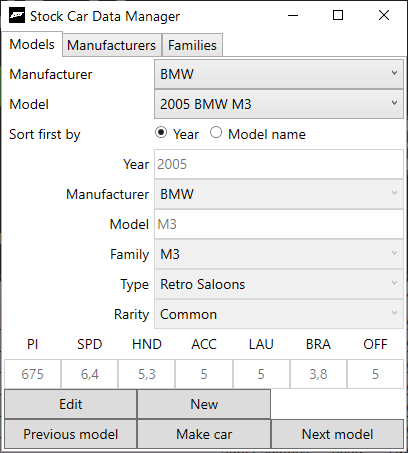 Stock Car Data Manager
Models Manufacturers Families
Manufacturer BMW
Model 2005 BMW M3
Sort first by Year Model name
Year 2005
Manufacturer BMW
Model M3
Family M3
Type Retro Saloons
Rarity Common
PI SPD HND ACC LAU BRA OFF
675 6,4 5,3 5 5 3,8 5
Edit New
Previous model Make car Next model